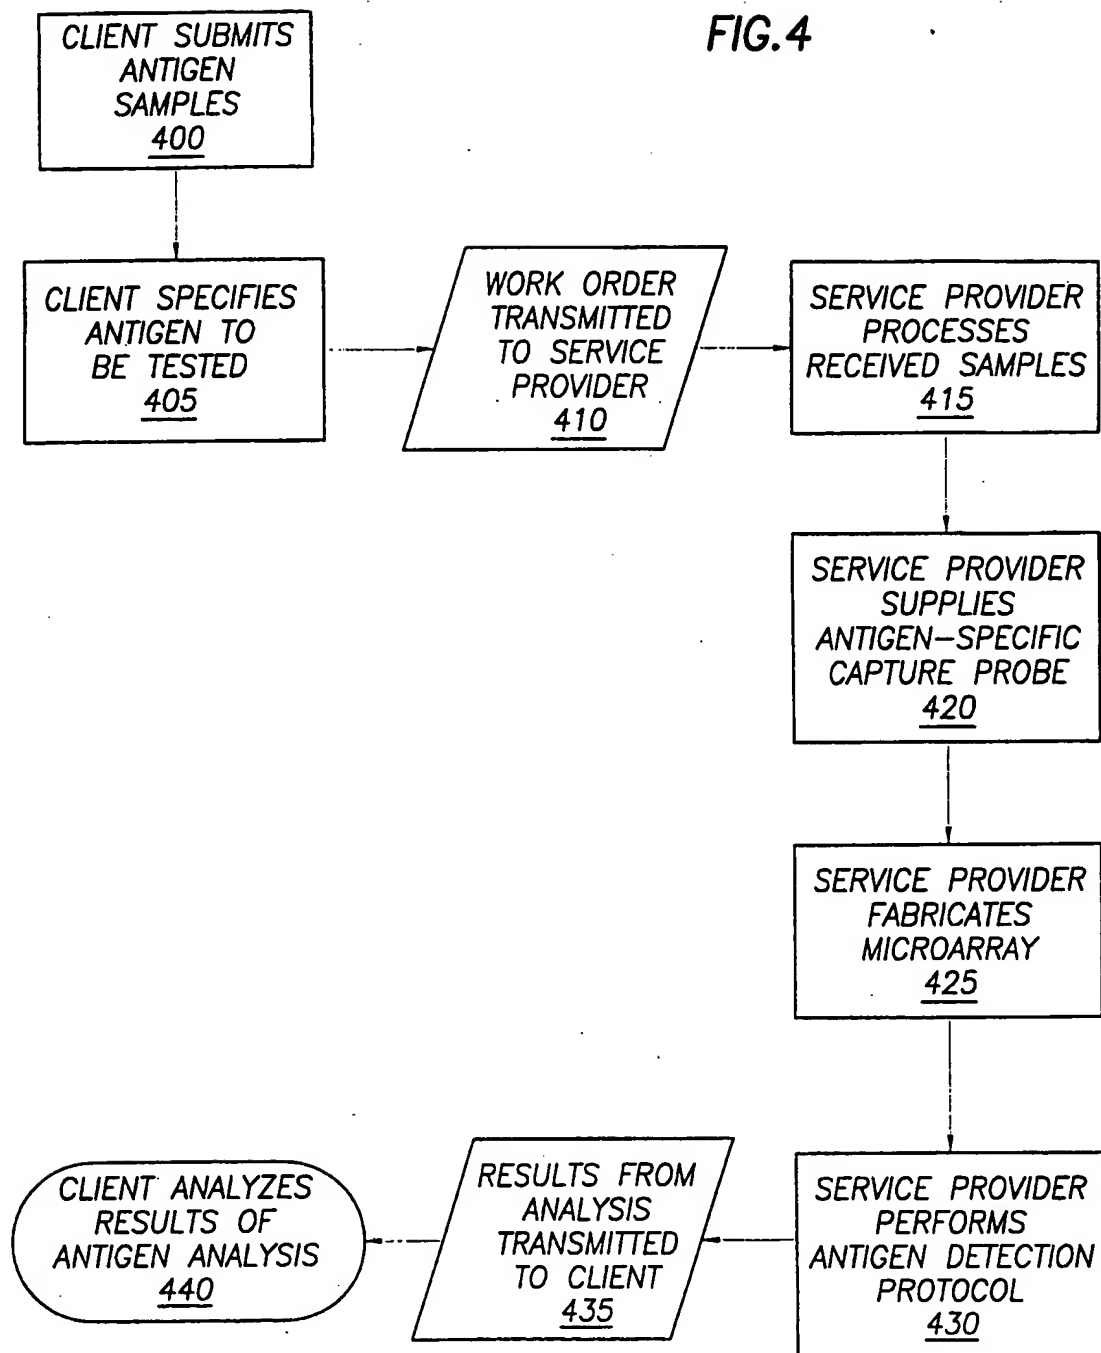 FIG.4
CLIENT SUBMITS
ANTIGEN
SAMPLES
400
CLIENT SPECIFIES
ANTIGEN TO
BE TESTED
405
WORK ORDER
TRANSMITTED
TO SERVICE
PROVIDER
410
SERVICE PROVIDER
PROCESSES
RECEIVED SAMPLES
415
SERVICE PROVIDER
SUPPLIES
ANTIGEN-SPECIFIC
CAPTURE PROBE
420
SERVICE PROVIDER
FABRICATES
MICROARRAY
425
SERVICE PROVIDER
PERFORMS
ANTIGEN DETECTION
PROTOCOL
430
RESULTS FROM
ANALYSIS
TRANSMITTED
TO CLIENT
435
CLIENT ANALYZES
RESULTS OF
ANTIGEN ANALYSIS
440